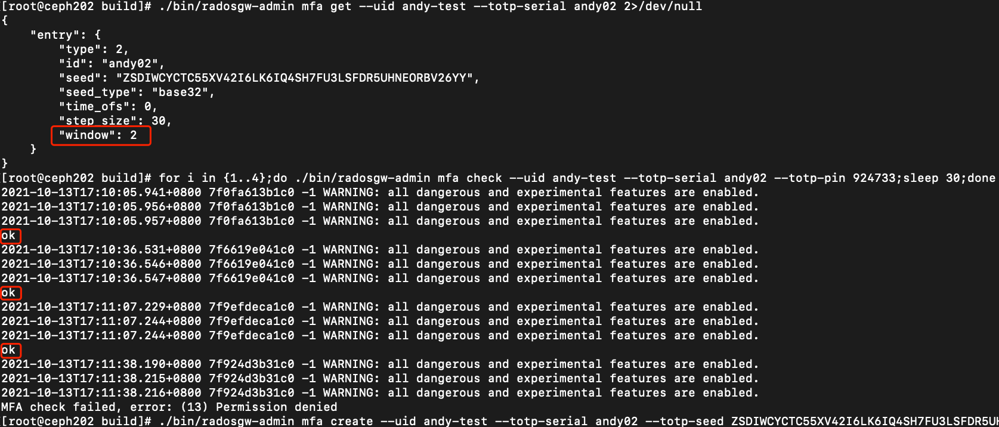 [root@ceph202 build]# ./bin/radosgw-admin mfa get --uid andy-test --totp-serial andy02 2>/dev/null
{
    "entry": {
        "type": 2,
        "id": "andy02",
        "seed": "ZSDIWCYCTC55XV42I6LK6IQ4SH7FU3LSFDR5UHNEORBV26YY",
        "seed_type": "base32",
        "time_ofs": 0,
        "step_size": 30,
        "window": 2
    }
}
[root@ceph202 build]# for i in {1..4};do ./bin/radosgw-admin mfa check --uid andy-test --totp-serial andy02 --totp-pin 924733;sleep 30;done
2021-10-13T17:10:05.941+0800 7f0fa613b1c0 -1 WARNING: all dangerous and experimental features are enabled.
2021-10-13T17:10:05.956+0800 7f0fa613b1c0 -1 WARNING: all dangerous and experimental features are enabled.
2021-10-13T17:10:05.957+0800 7f0fa613b1c0 -1 WARNING: all dangerous and experimental features are enabled.
ok
2021-10-13T17:10:36.531+0800 7f6619e041c0 -1 WARNING: all dangerous and experimental features are enabled.
2021-10-13T17:10:36.546+0800 7f6619e041c0 -1 WARNING: all dangerous and experimental features are enabled.
2021-10-13T17:10:36.547+0800 7f6619e041c0 -1 WARNING: all dangerous and experimental features are enabled.
ok
2021-10-13T17:11:07.229+0800 7f9efdeca1c0 -1 WARNING: all dangerous and experimental features are enabled.
2021-10-13T17:11:07.244+0800 7f9efdeca1c0 -1 WARNING: all dangerous and experimental features are enabled.
2021-10-13T17:11:07.244+0800 7f9efdeca1c0 -1 WARNING: all dangerous and experimental features are enabled.
ok
2021-10-13T17:11:38.190+0800 7f924d3b31c0 -1 WARNING: all dangerous and experimental features are enabled.
2021-10-13T17:11:38.215+0800 7f924d3b31c0 -1 WARNING: all dangerous and experimental features are enabled.
2021-10-13T17:11:38.216+0800 7f924d3b31c0 -1 WARNING: all dangerous and experimental features are enabled.
MFA check failed, error: (13) Permission denied
[root@ceph202 build]# ./bin/radosgw-admin mfa create --uid andy-test --totp-serial andy02 --totp-seed ZSDIWCYCTC55XV42I6LK6IQ4SH7FU3LSFDR5UH